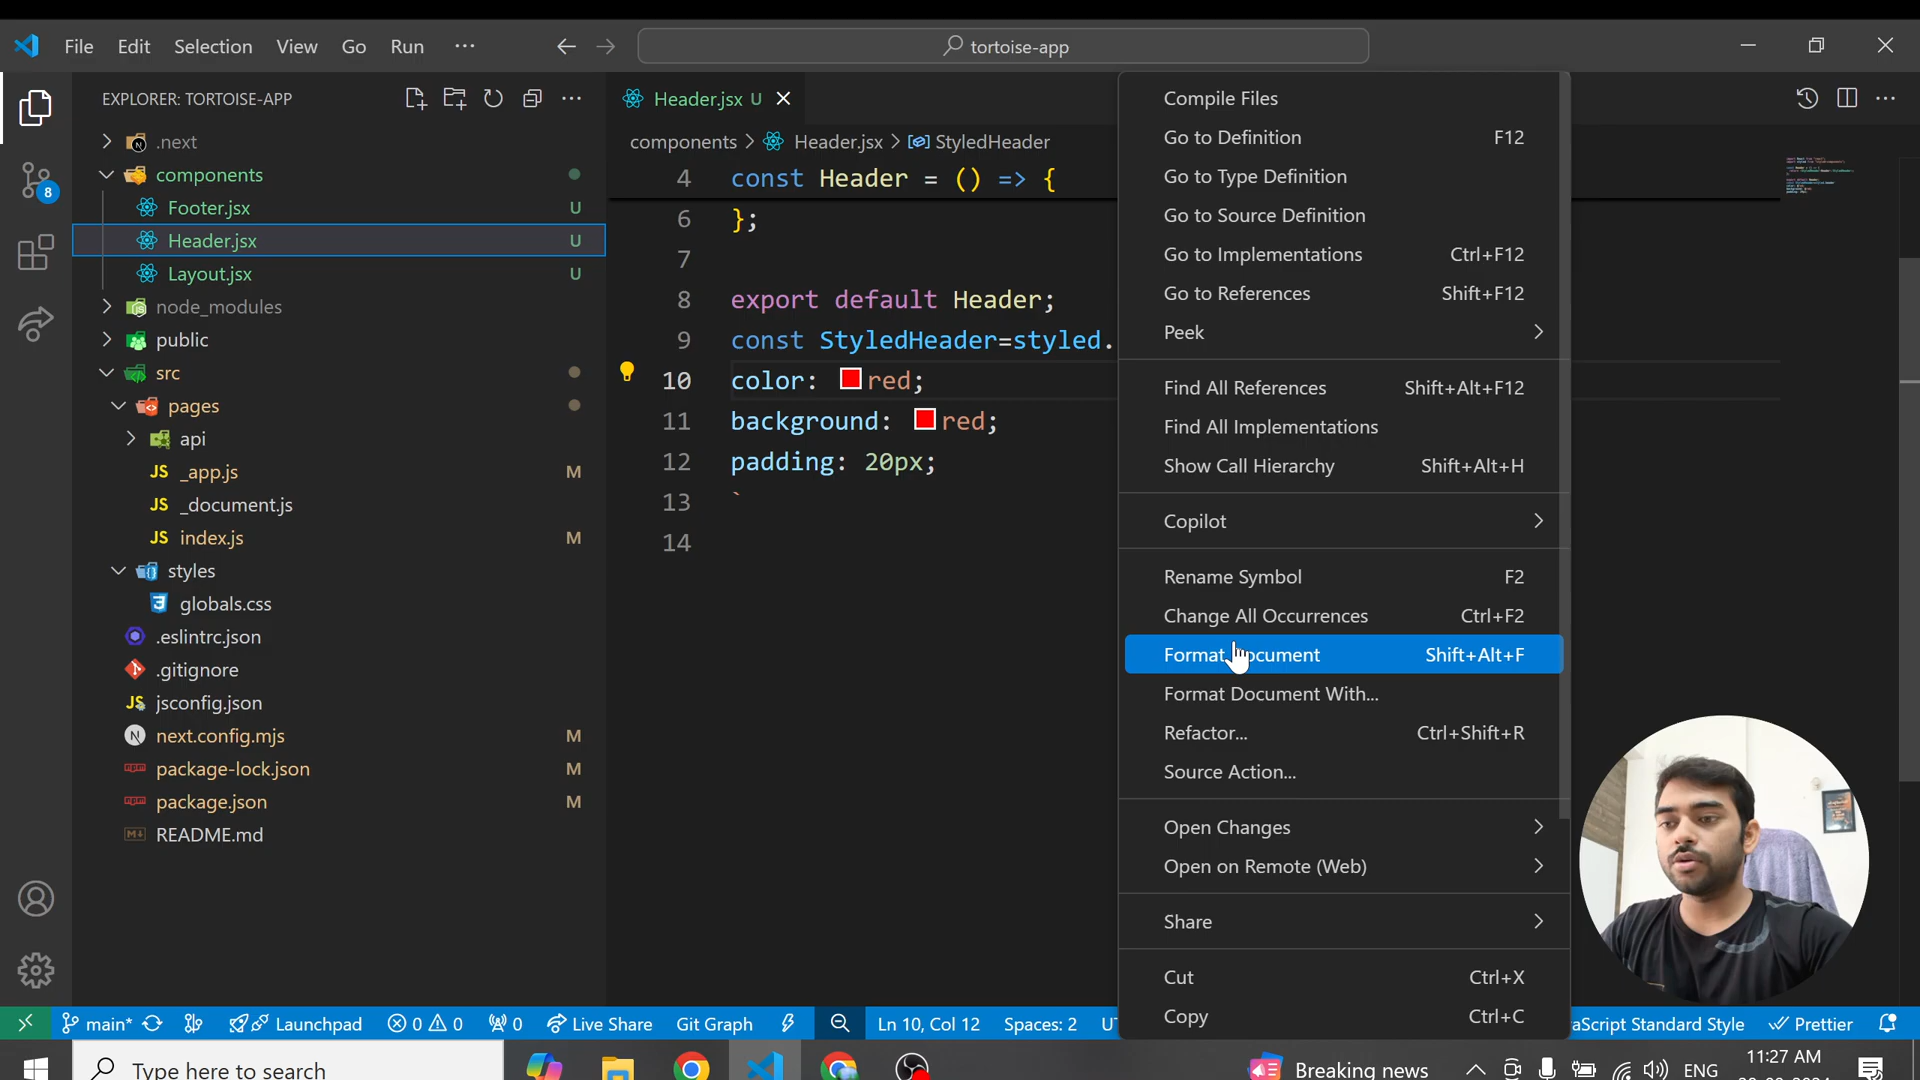 File Edit Selection View Go Run ··· tortoise-app
EXPLORER: TORTOISE-APP
.next
components
Footer.jsx U
Header.jsx U
Layout.jsx U
node_modules
public
src
pages
api
JS _app.js M
JS _document.js
JS index.js M
styles
globals.css
.eslintrc.json
.gitignore
JS jsconfig.json
N next.config.mjs M
package-lock.json M
package.json M
README.md
8
Header.jsx U
components > Header.jsx > StyledHeader
4 const Header = () => {
6 };
7
8 export default Header;
9 const StyledHeader=styled.
10 color: red;
11 background: red;
12 padding: 20px;
13 `
14
Compile Files
Go to Definition F12
Go to Type Definition
Go to Source Definition
Go to Implementations Ctrl+F12
Go to References Shift+F12
Peek
Find All References Shift+Alt+F12
Find All Implementations
Show Call Hierarchy Shift+Alt+H
Copilot
Rename Symbol F2
Change All Occurrences Ctrl+F2
Format Document Shift+Alt+F
Format Document With...
Refactor... Ctrl+Shift+R
Source Action...
Open Changes
Open on Remote (Web)
Share
Cut Ctrl+X
Copy Ctrl+C
main* Launchpad 0 0 0 Live Share Git Graph Ln 10, Col 12 Spaces: 2 aScript Standard Style Prettier
Type here to search
Breaking news ENG 11:27 AM